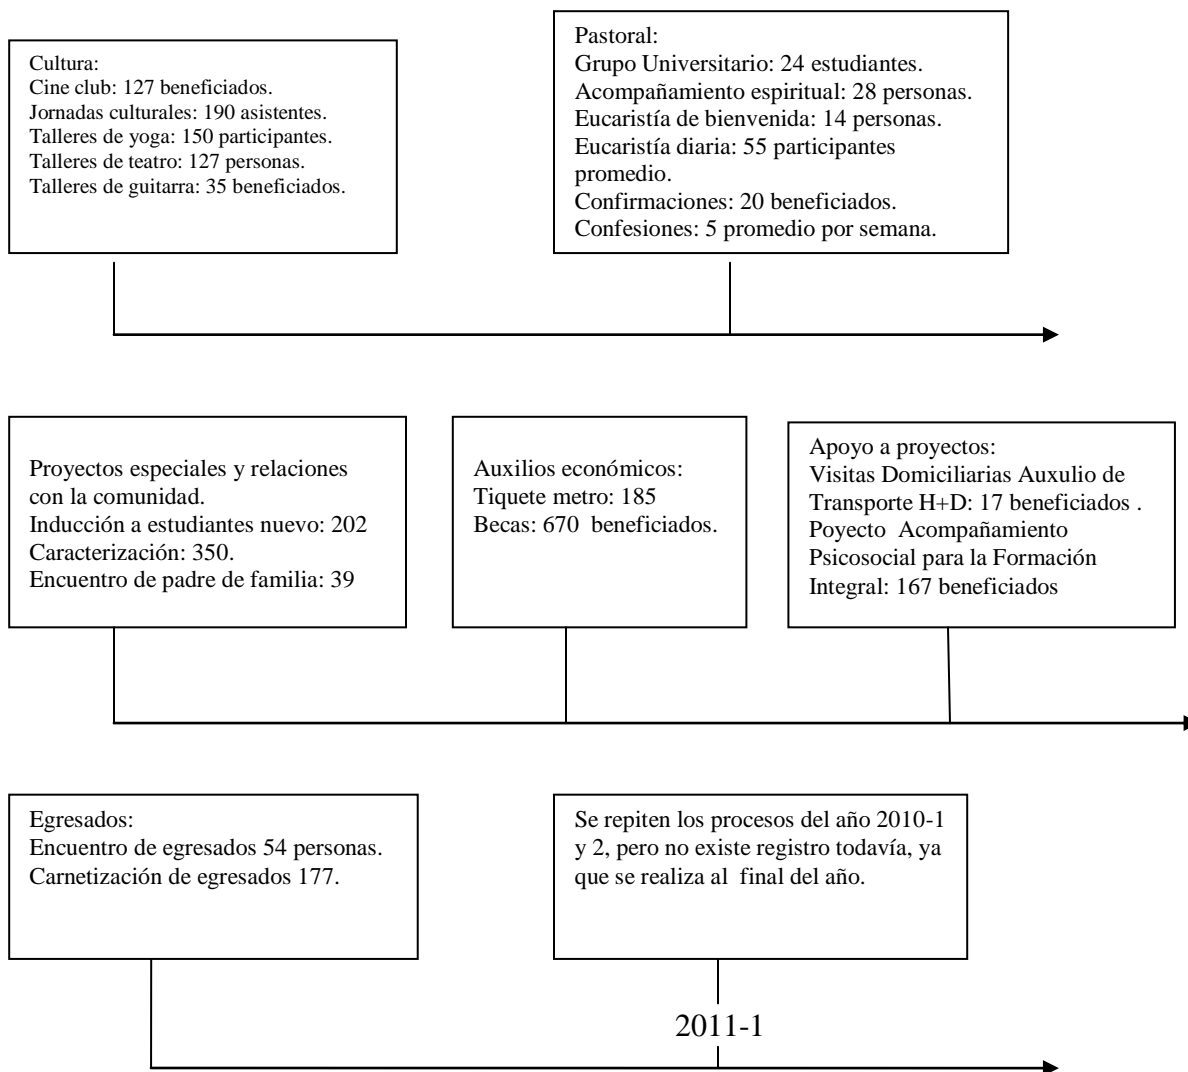 Cultura:
Cine club: 127 beneficiados.
Jornadas culturales: 190 asistentes.
Talleres de yoga: 150 participantes.
Talleres de teatro: 127 personas.
Talleres de guitarra: 35 beneficiados.
Pastoral:
Grupo Universitario: 24 estudiantes.
Acompañamiento espiritual: 28 personas.
Eucaristía de bienvenida: 14 personas.
Eucaristía diaria: 55 participantes
promedio.
Confirmaciones: 20 beneficiados.
Confesiones: 5 promedio por semana.
Proyectos especiales y relaciones
con la comunidad.
Inducción a estudiantes nuevo: 202
Caracterización: 350.
Encuentro de padre de familia: 39
Auxilios económicos:
Tiquete metro: 185
Becas: 670 beneficiados.
Apoyo a proyectos:
Visitas Domiciliarias Auxulio de
Transporte H+D: 17 beneficiados .
Poyecto Acompañamiento
Psicosocial para la Formación
Integral: 167 beneficiados
Egresados:
Encuentro de egresados 54 personas.
Carnetización de egresados 177.
Se repiten los procesos del año 2010-1
y 2, pero no existe registro todavía, ya
que se realiza al final del año.
2011-1